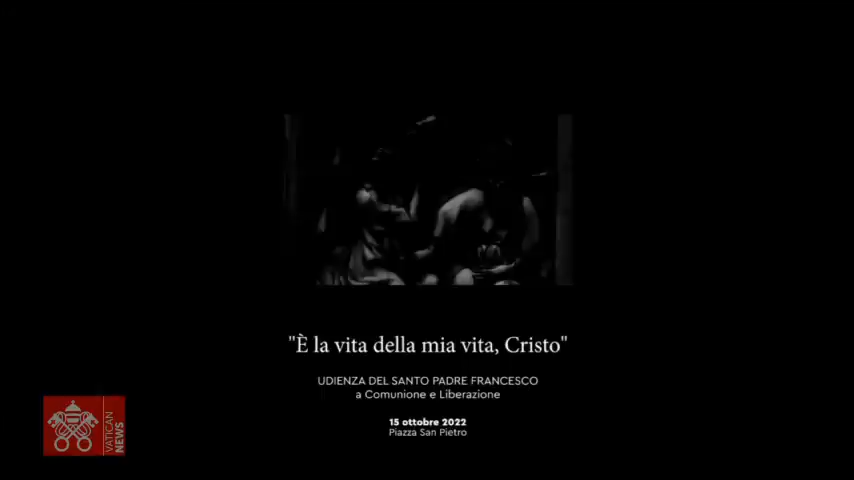 "È la vita della mia vita, Cristo"
UDIENZA DEL SANTO PADRE FRANCESCO
a Comunione e Liberazione
15 ottobre 2022
Piazza San Pietro
VATICAN
NEWS